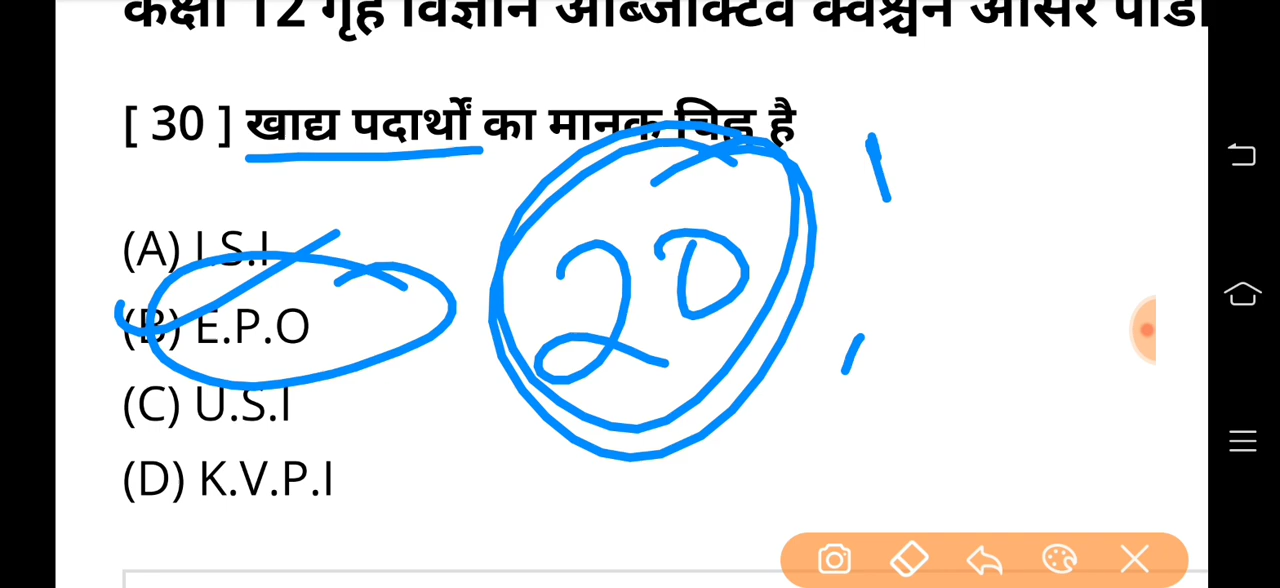 कक्षा 12 गृह विज्ञान ऑब्जेक्टिव क्वेश्चन आंसर पीडी
[ 30 ] खाद्य पदार्थों का मानक चिह्न है
20
(A) I.S.I
(B) E.P.O
(C) U.S.I
(D) K.V.P.I